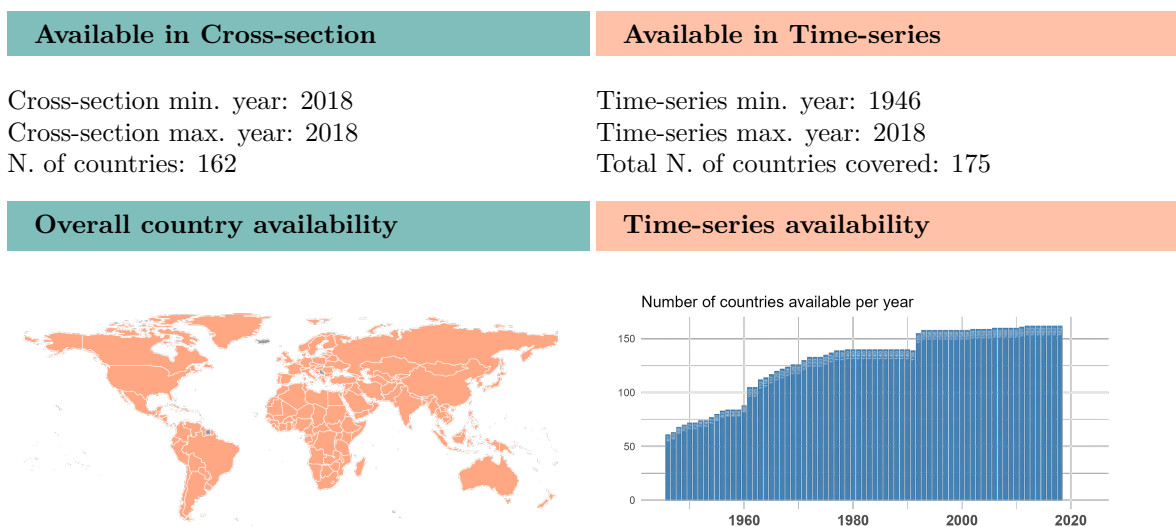 Available in Cross-section
Available in Time-series
Cross-section min. year: 2018
Cross-section max. year: 2018
N. of countries: 162
Time-series min. year: 1946
Time-series max. year: 2018
Total N. of countries covered: 175
Overall country availability
Time-series availability
Number of countries available per year
150
100
50
0
1960
1980
2000
2020